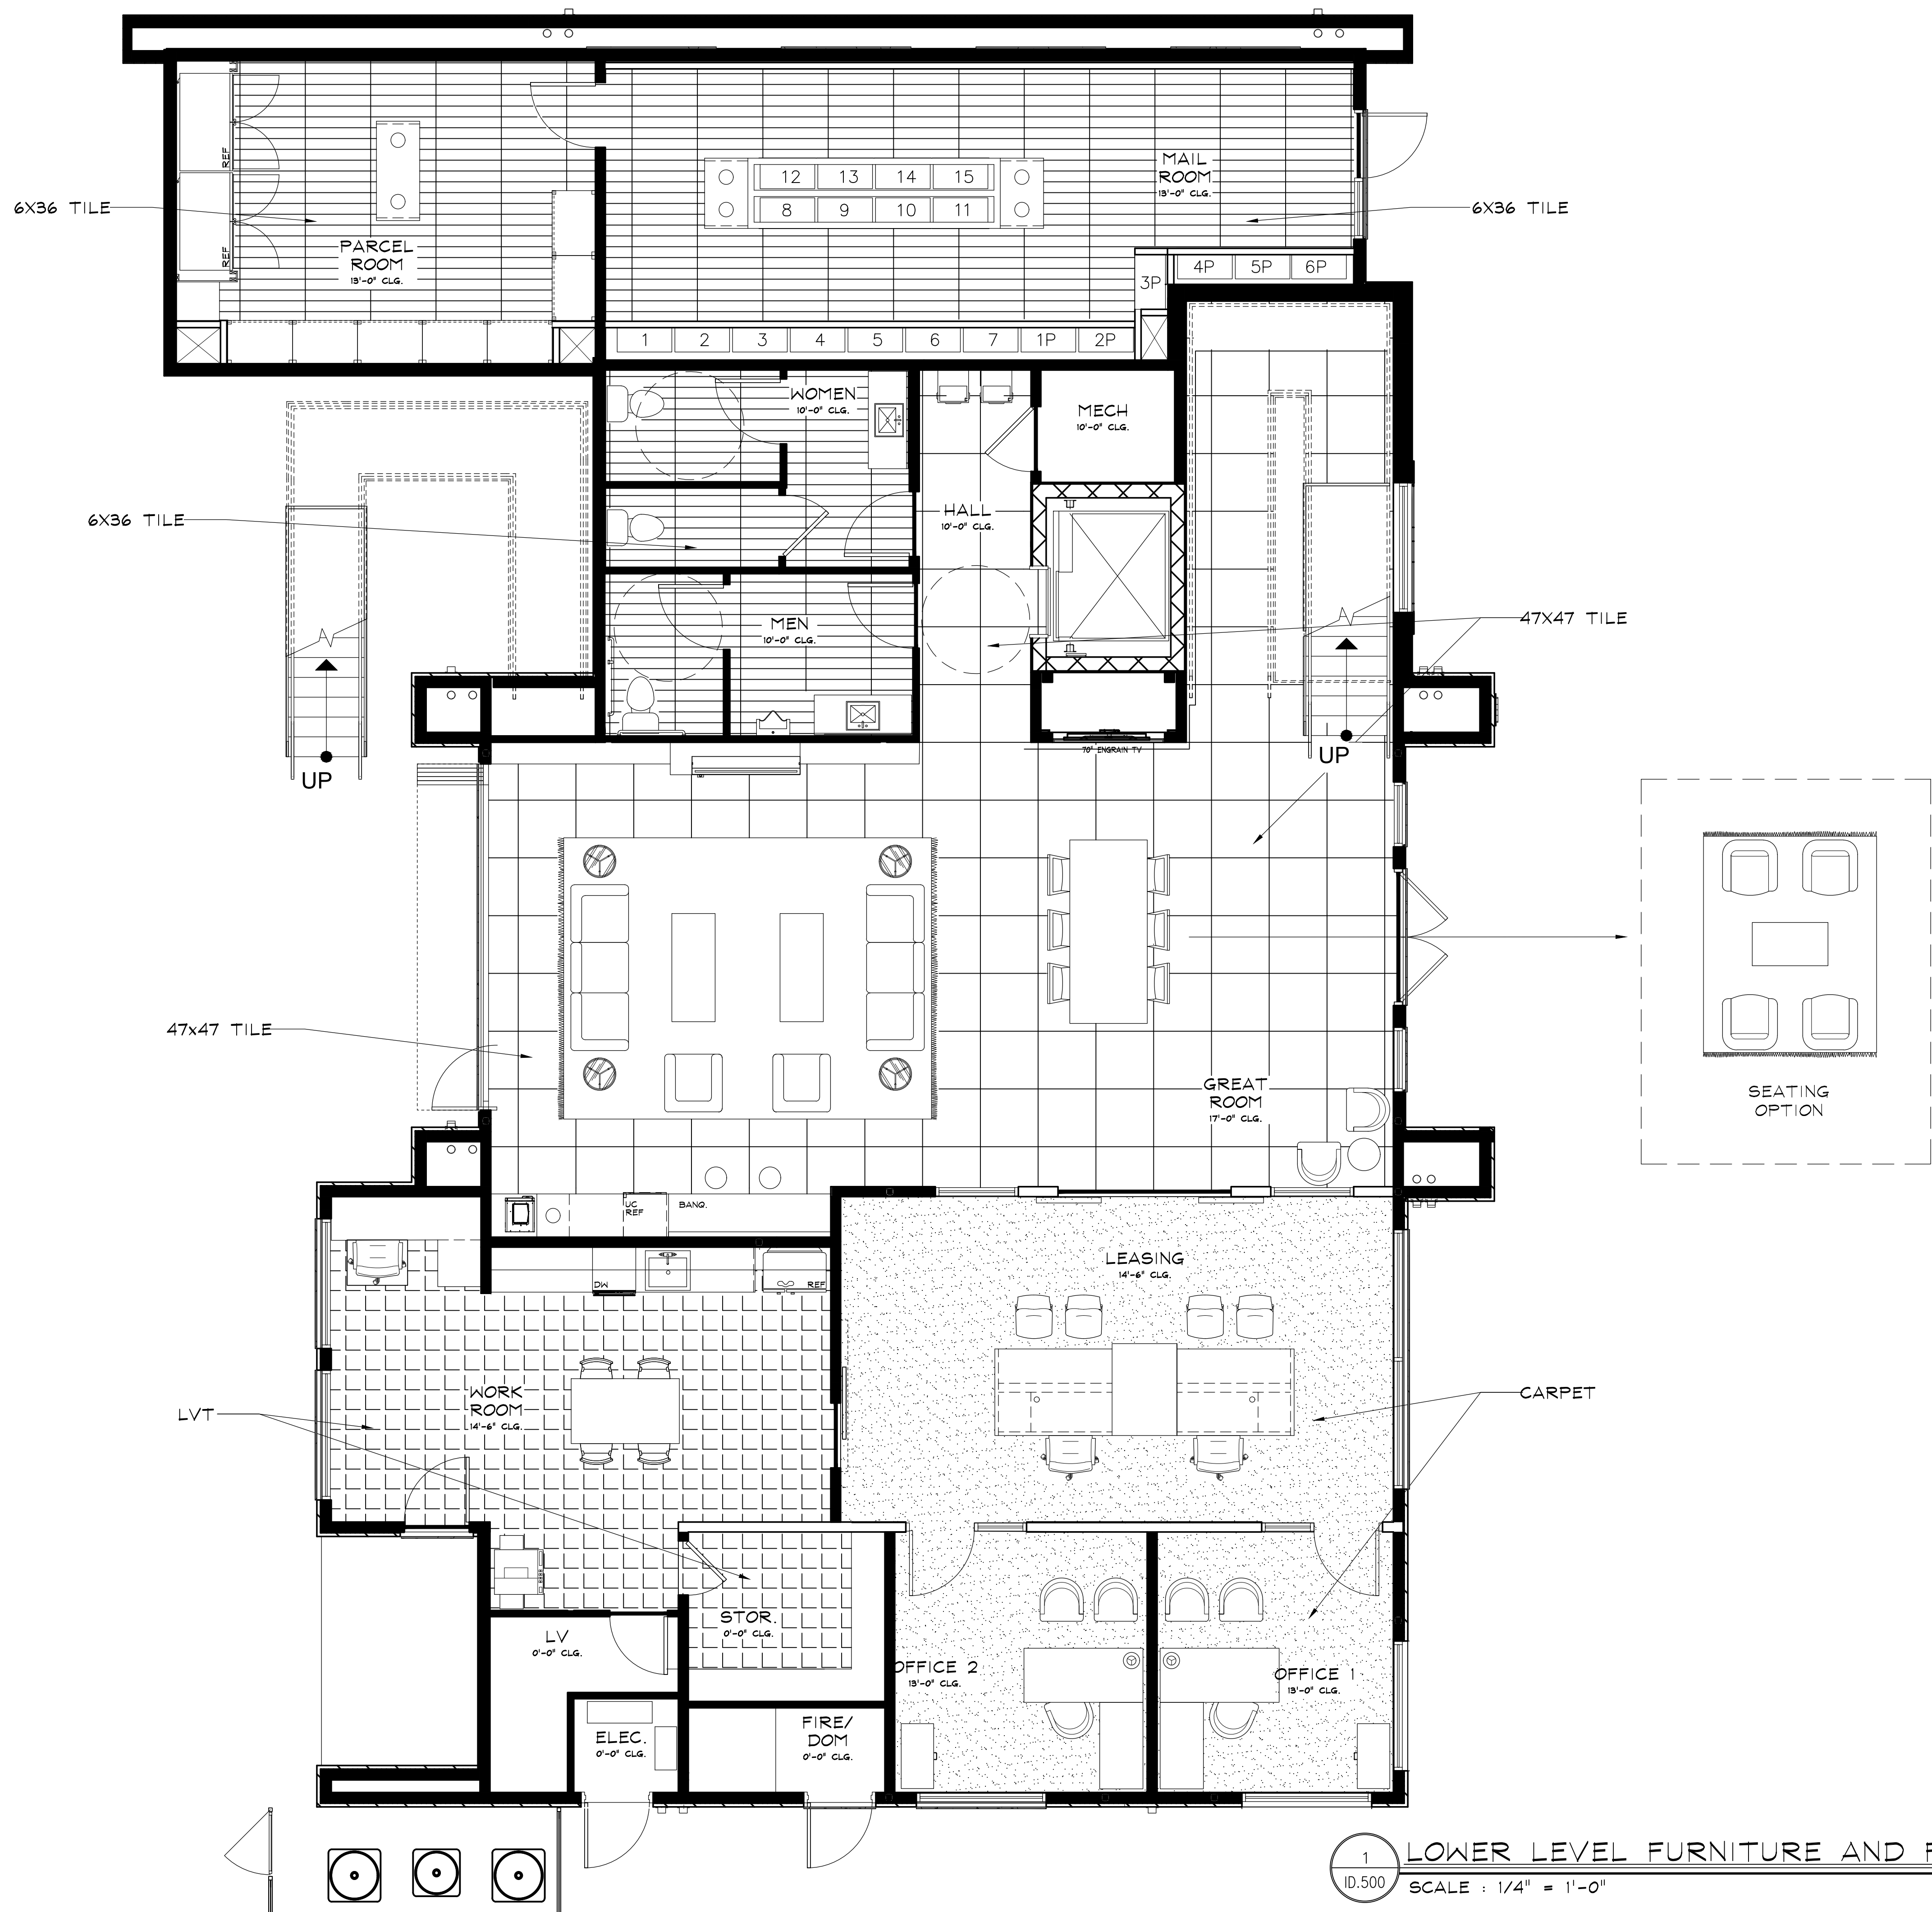 REF
REF
6X36 TILE
PARCEL
ROOM
13'-0" CLG.
12 13 14 15
8 9 10 11
MAIL
ROOM
13'-0" CLG.
6X36 TILE
3P
4P 5P 6P
1 2 3 4 5 6 7 1P 2P
WOMEN
10'-0" CLG.
MECH
10'-0" CLG.
6X36 TILE
HALL
10'-0" CLG.
MEN
10'-0" CLG.
47X47 TILE
UP
70" ENGRAIN TV
UP
47x47 TILE
GREAT
ROOM
17'-0" CLG.
SEATING
OPTION
UC
REF
BANQ.
DW
REF
LEASING
14'-6" CLG.
WORK
ROOM
14'-6" CLG.
LVT
CARPET
STOR.
0'-0" CLG.
LV
0'-0" CLG.
OFFICE 2
13'-0" CLG.
OFFICE 1
13'-0" CLG.
ELEC.
0'-0" CLG.
FIRE/
DOM
0'-0" CLG.
1
ID.500
LOWER LEVEL FURNITURE AND
SCALE : 1/4" = 1'-0"